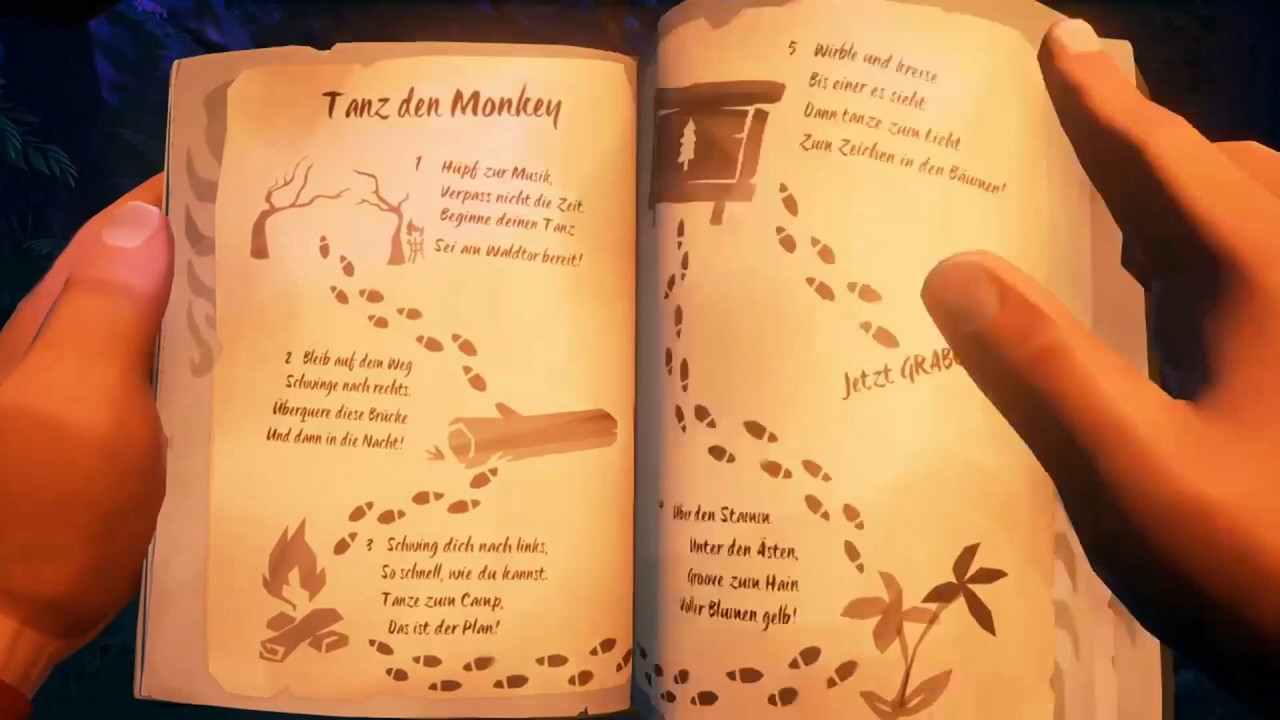 Tanz den Monkey
1 Hüpf zur Musik,
Verpass nicht die Zeit.
Beginne deinen Tanz
Sei am Waldtor bereit!
2 Bleib auf dem Weg
Schwinge nach rechts.
Überquere diese Brücke
Und dann in die Nacht!
3 Schwing dich nach links,
So schnell, wie du kannst.
Tanze zum Camp,
Das ist der Plan!
Über den Stamm
Unter den Ästen,
Groove zum Hain
Voller Blumen gelb!
5 Wirble und kreise
Bis einer es sieht
Dann tanze zum Licht
Zum Zeichen in den Bäumen!
Jetzt